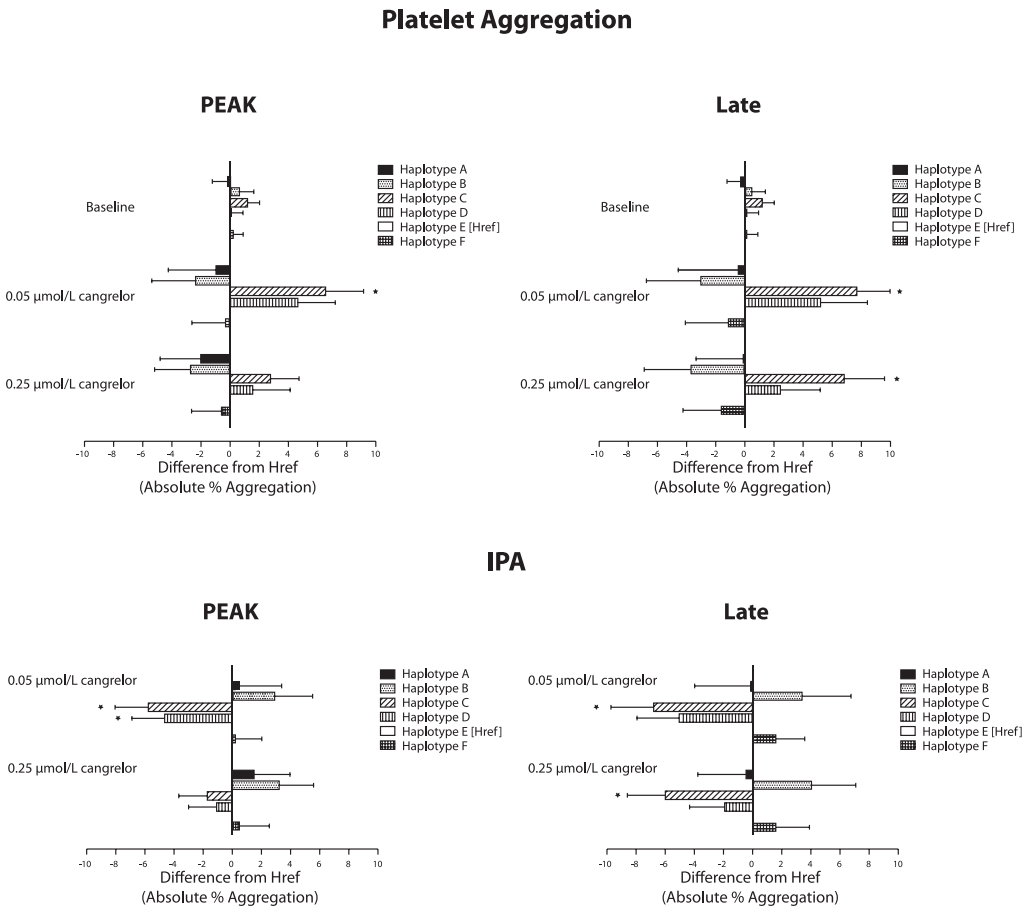 Platelet Aggregation
PEAK
Baseline
0.05 μmol/L cangrelor
*
0.25 μmol/L cangrelor
Haplotype A
Haplotype B
Haplotype C
Haplotype D
Haplotype E [Href]
Haplotype F
-10 -8 -6 -4 -2 0 2 4 6 8 10
Difference from Href
(Absolute % Aggregation)
Late
Baseline
0.05 μmol/L cangrelor
*
0.25 μmol/L cangrelor
*
Haplotype A
Haplotype B
Haplotype C
Haplotype D
Haplotype E [Href]
Haplotype F
-10 -8 -6 -4 -2 0 2 4 6 8 10
Difference from Href
(Absolute % Aggregation)
IPA
PEAK
0.05 μmol/L cangrelor
*
*
0.25 μmol/L cangrelor
Haplotype A
Haplotype B
Haplotype C
Haplotype D
Haplotype E [Href]
Haplotype F
-10 -8 -6 -4 -2 0 2 4 6 8 10
Difference from Href
(Absolute % Aggregation)
Late
0.05 μmol/L cangrelor
*
0.25 μmol/L cangrelor
*
Haplotype A
Haplotype B
Haplotype C
Haplotype D
Haplotype E [Href]
Haplotype F
-10 -8 -6 -4 -2 0 2 4 6 8 10
Difference from Href
(Absolute % Aggregation)